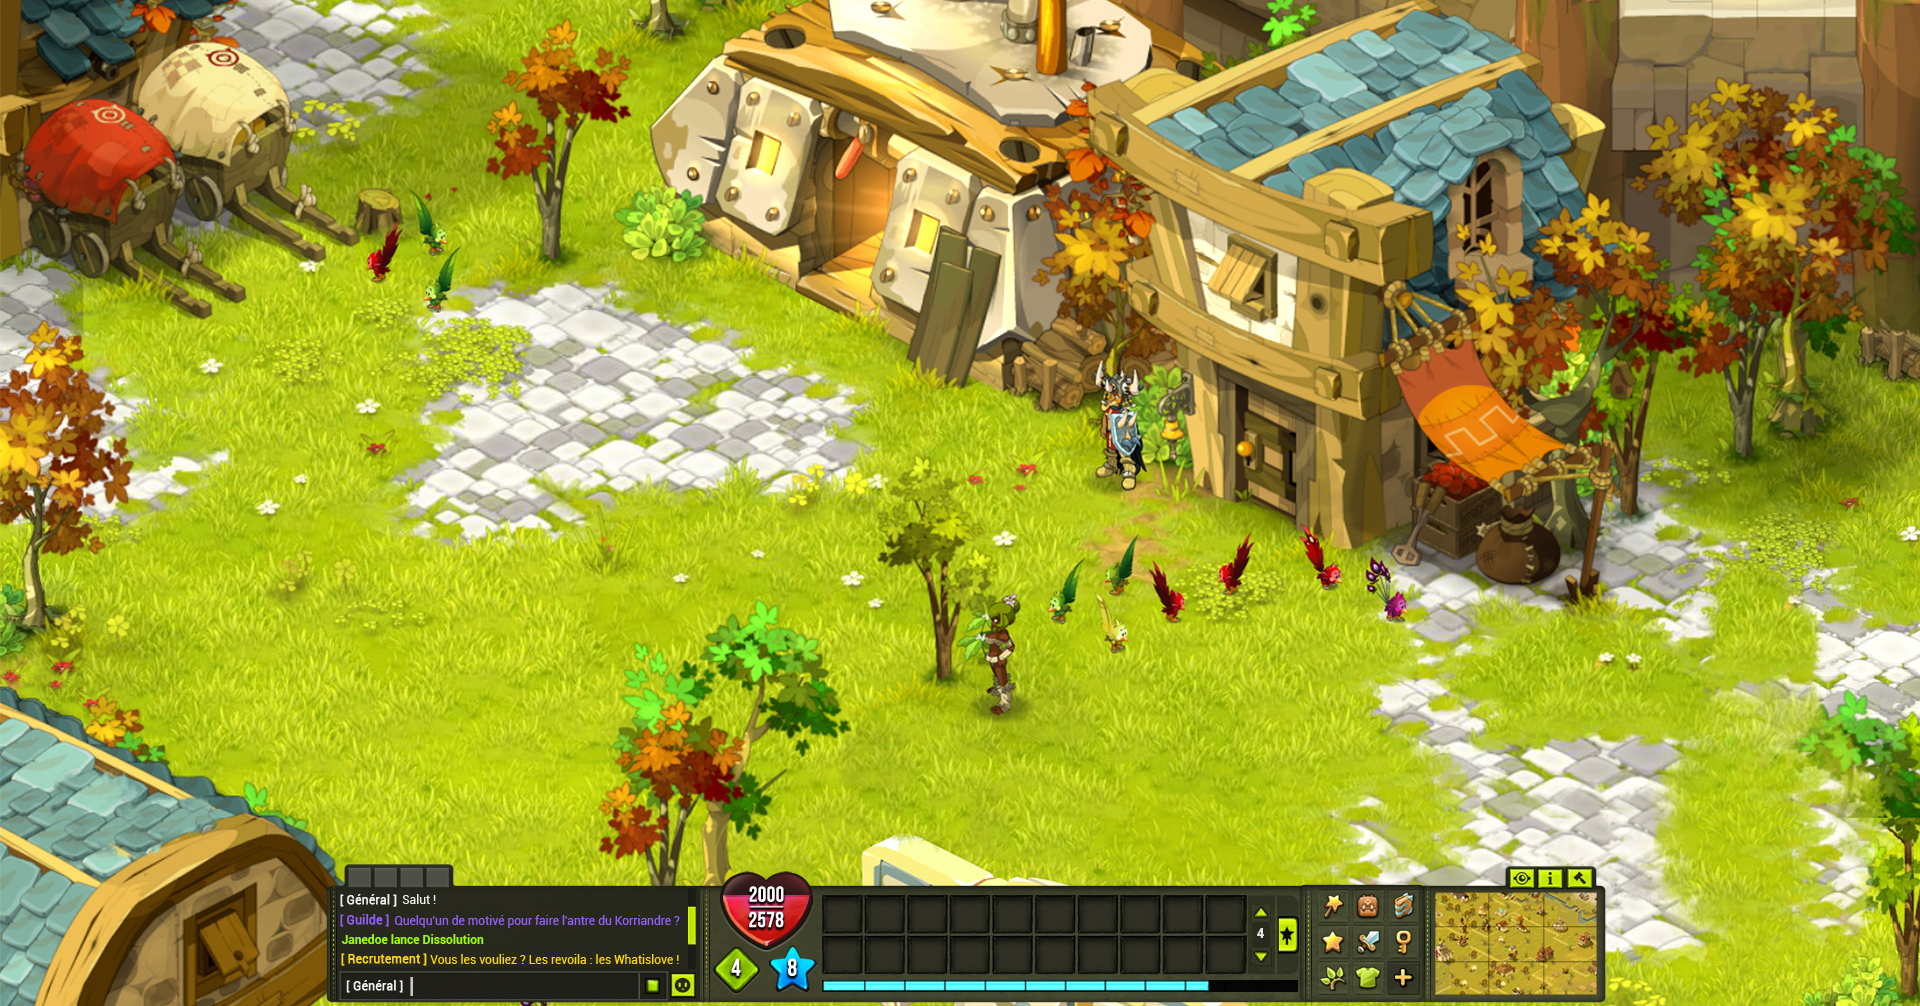 [ Général ] Salut !
[ Guilde ] Quelqu'un de motivé pour faire l'antre du Korriandre ?
Janedoe lance Dissolution
[ Recrutement ] Vous les vouliez ? Les revoila : les Whatislove !
[ Général ]
2000
2578
4
8
4
i